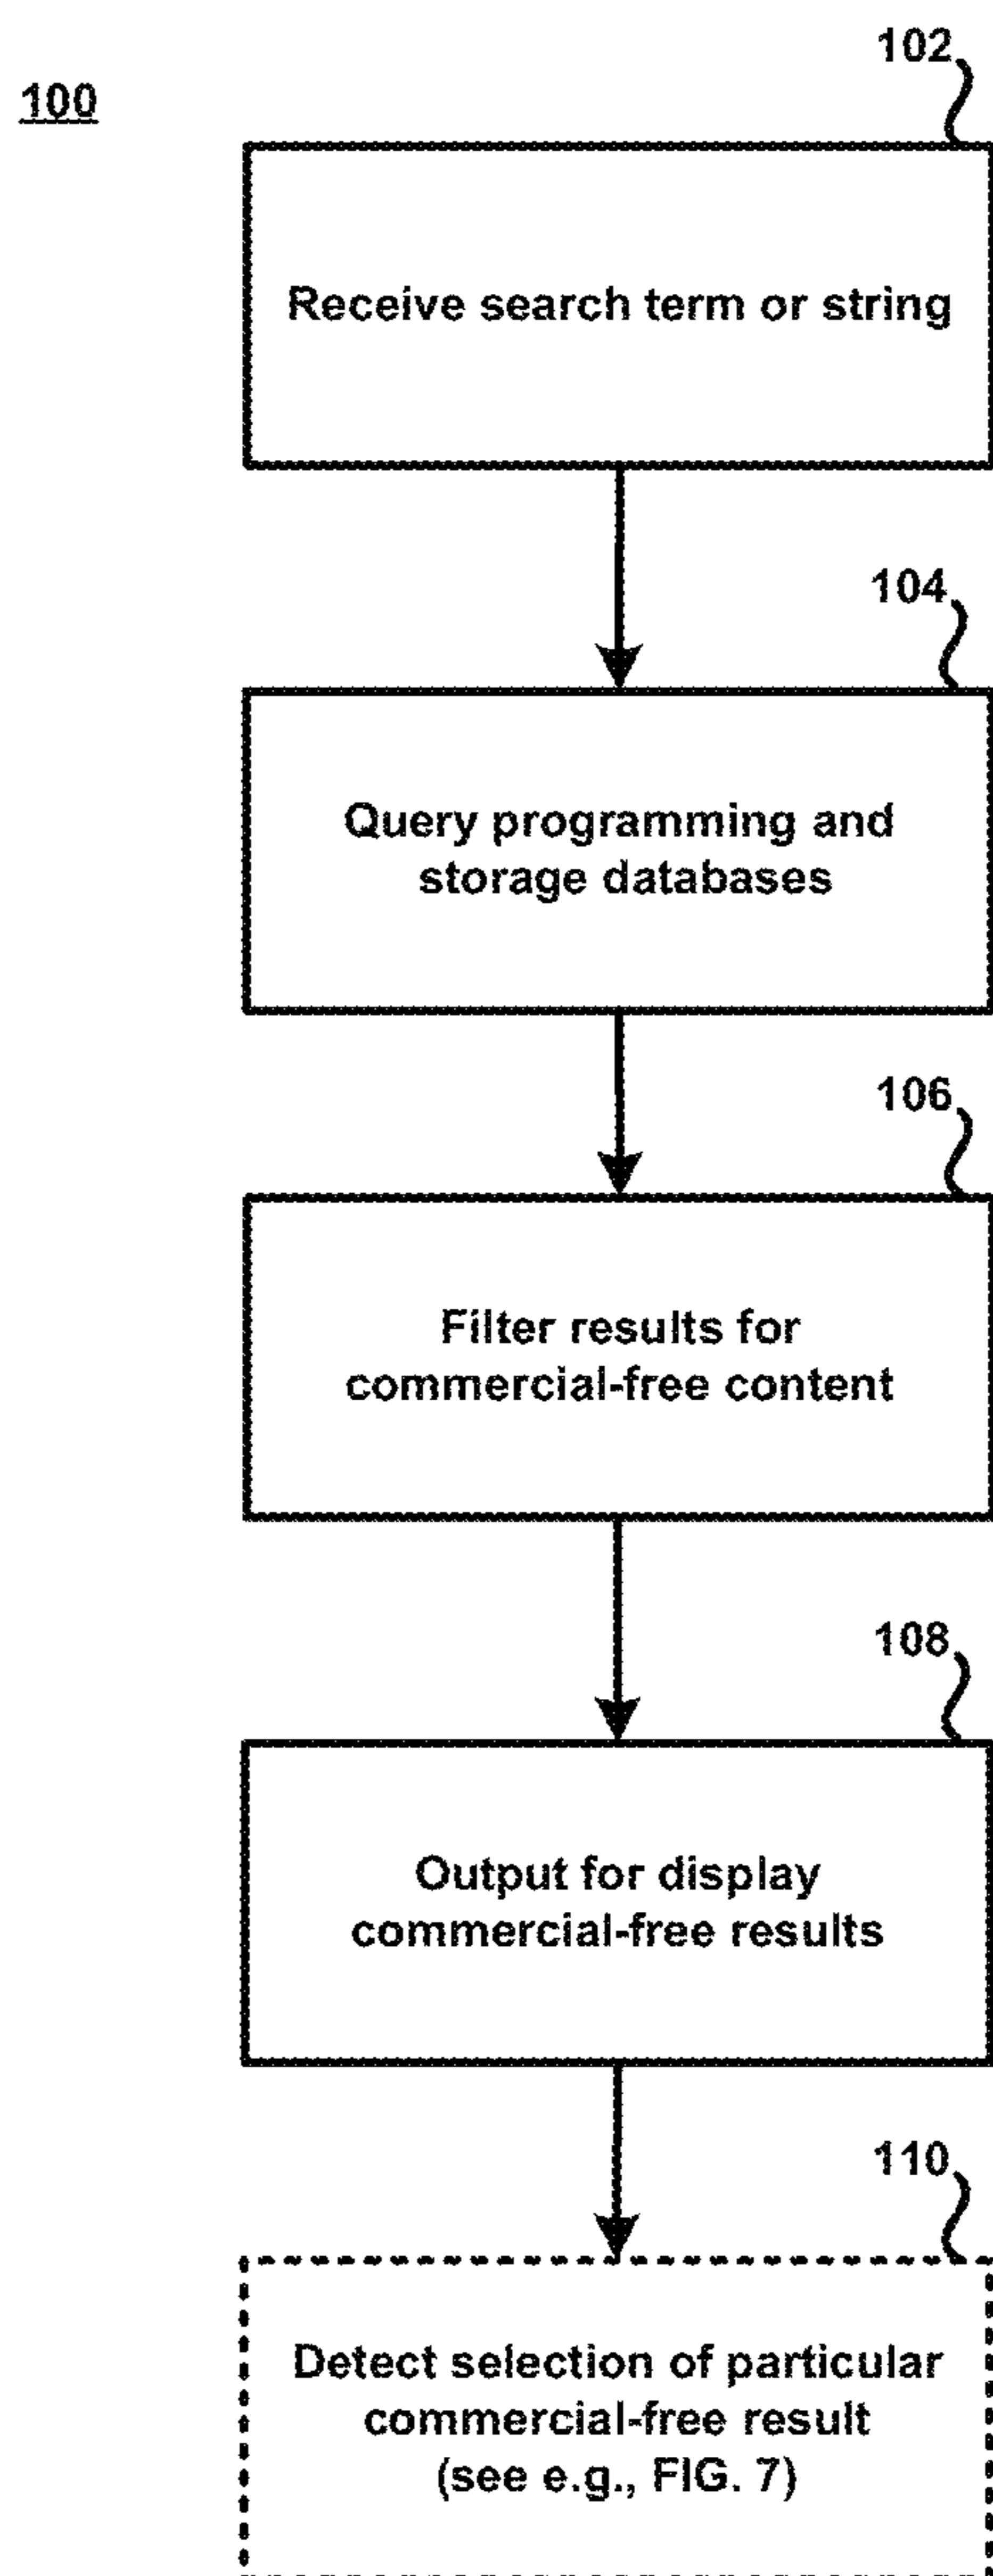 102
100
Receive search term or string
104
Query programming and
storage databases
106
Filter results for
commercial-free content
108
Output for display
commercial-free results
110
Detect selection of particular
commercial-free result
(see e.g., FIG. 7)